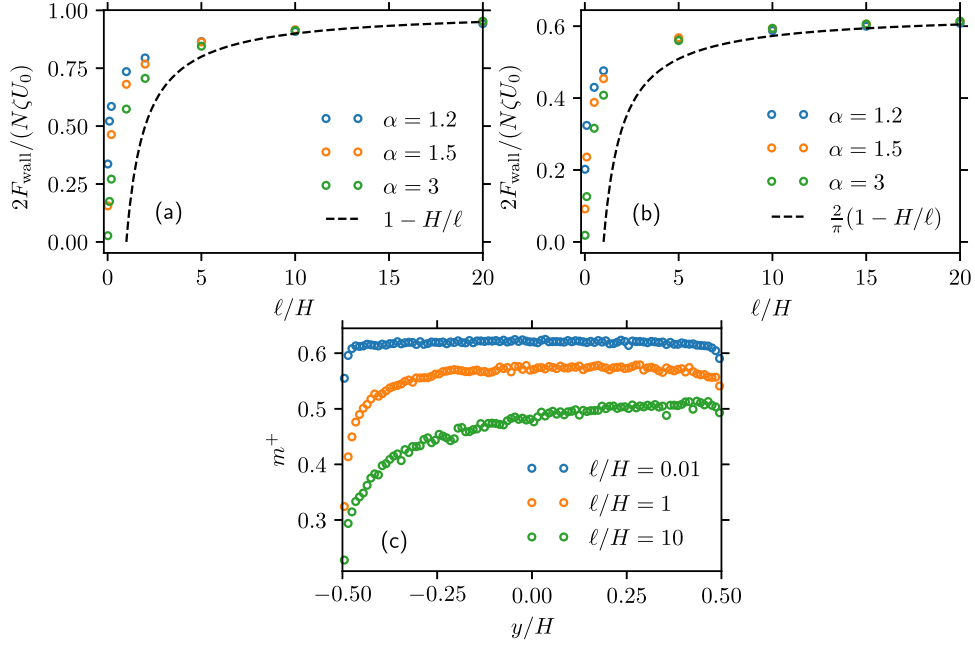 2F_wall/(NζU_0)
1.00
0.75
0.50
0.25
0.00
α = 1.2
α = 1.5
α = 3
1 − H/ℓ
(a)
0 5 10 15 20
ℓ/H
2F_wall/(NζU_0)
0.6
0.4
0.2
0.0
α = 1.2
α = 1.5
α = 3
2/π(1 − H/ℓ)
(b)
0 5 10 15 20
ℓ/H
m⁺
0.6
0.5
0.4
0.3
ℓ/H = 0.01
ℓ/H = 1
ℓ/H = 10
(c)
−0.50 −0.25 0.00 0.25 0.50
y/H